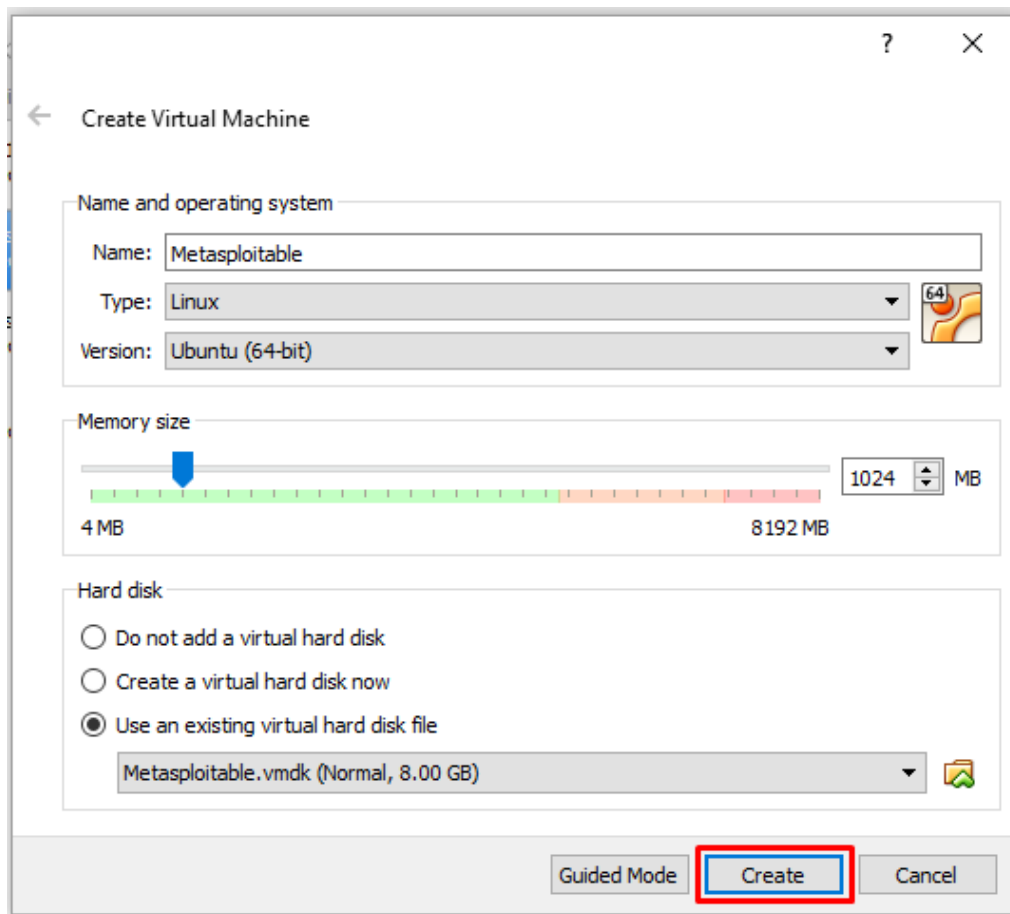 ?
Create Virtual Machine
Name and operating system
Name: Metasploitable
Type: Linux
64
Version: Ubuntu (64-bit)
Memory size
1024 MB
4 MB 8192 MB
Hard disk
Do not add a virtual hard disk
Create a virtual hard disk now
Use an existing virtual hard disk file
Metasploitable.vmdk (Normal, 8.00 GB)
Guided Mode Create Cancel